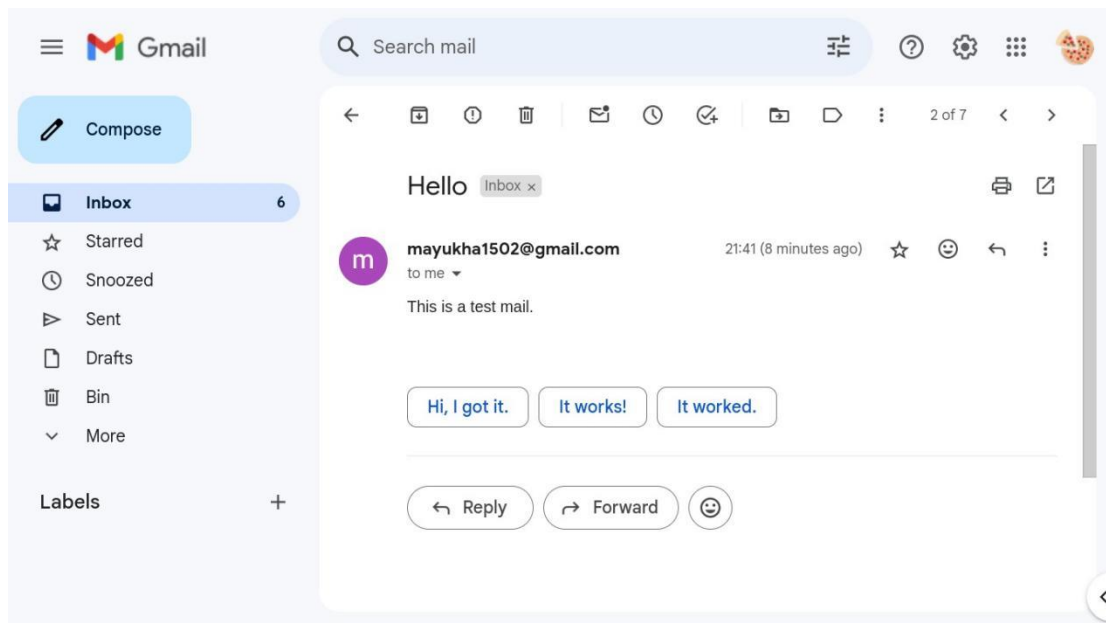 Gmail
Search mail
Compose
2 of 7
Hello Inbox ×
Inbox 6
Starred
Snoozed
Sent
Drafts
Bin
More
Labels
m
mayukha1502@gmail.com 21:41 (8 minutes ago)
to me
This is a test mail.
Hi, I got it. It works! It worked.
Reply Forward